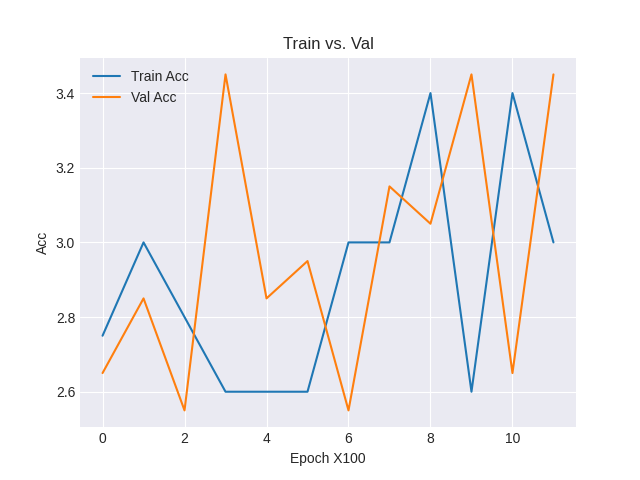 Train vs. Val
Train Acc
Val Acc
3.4
3.2
3.0
2.8
2.6
Acc
0 2 4 6 8 10
Epoch X100